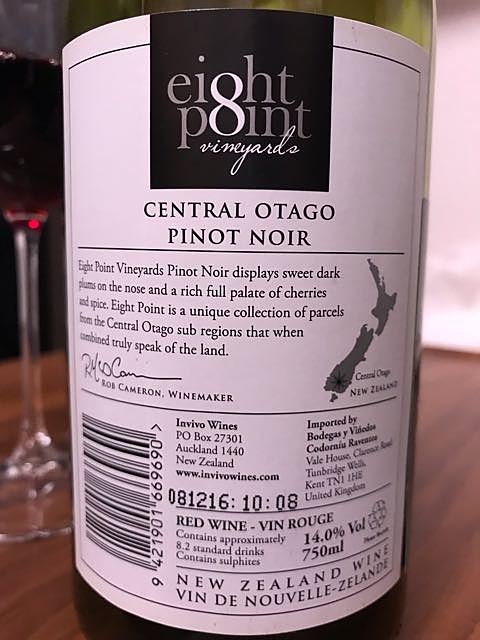 eight
point
vineyards
CENTRAL OTAGO
PINOT NOIR
Eight Point Vineyards Pinot Noir displays sweet dark
plums on the nose and a rich full palate of cherries
and spice. Eight Point is a unique collection of parcels
from the Central Otago sub regions that when
combined truly speak of the land.
ROB CAMERON, WINEMAKER
Central Otago
NEW ZEALAND
Invivo Wines
PO Box 27301
Auckland 1440
New Zealand
www.invivowines.com
Imported by
Bodegas y Viñedos
Codorníu Raventos
Vale House, Clarence Road
Tunbridge Wells,
Kent TN1 1HE
United Kingdom
081216: 10: 08
RED WINE - VIN ROUGE
Contains approximately
8.2 standard drinks
Contains sulphites
14.0% Vol
750ml
9 421901 669690 >
NEW ZEALAND WINE
VIN DE NOUVELLE-ZELANDE